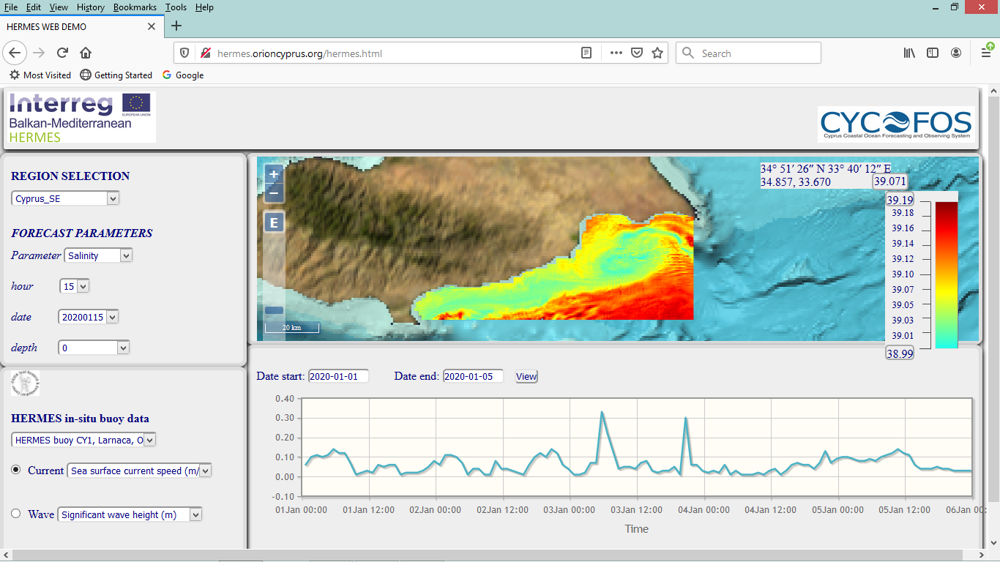 File Edit View History Bookmarks Tools Help
HERMES WEB DEMO
hermes.orioncyprus.org/hermes.html
Search
Most Visited Getting Started Google
Interreg
EUROPEAN UNION
Balkan-Mediterranean
HERMES
CYCOFOS
Cyprus Coastal Ocean Forecasting and Observing System
REGION SELECTION
Cyprus_SE
FORECAST PARAMETERS
Parameter Salinity
hour 15
date 20200115
depth 0
+
−
E
20 km
34° 51′ 26″ N 33° 40′ 12″ E
34.857, 33.670 39.071
39.19
39.18
39.16
39.14
39.12
39.10
39.07
39.05
39.03
39.01
38.99
HERMES in-situ buoy data
HERMES buoy CY1, Larnaca, O
Current Sea surface current speed (m/
Wave Significant wave height (m)
Date start: 2020-01-01 Date end: 2020-01-05 View
0.40
0.30
0.20
0.10
0.00
-0.10
01Jan 00:00 01Jan 12:00 02Jan 00:00 02Jan 12:00 03Jan 00:00 03Jan 12:00 04Jan 00:00 04Jan 12:00 05Jan 00:00 05Jan 12:00 06Jan 00:
Time